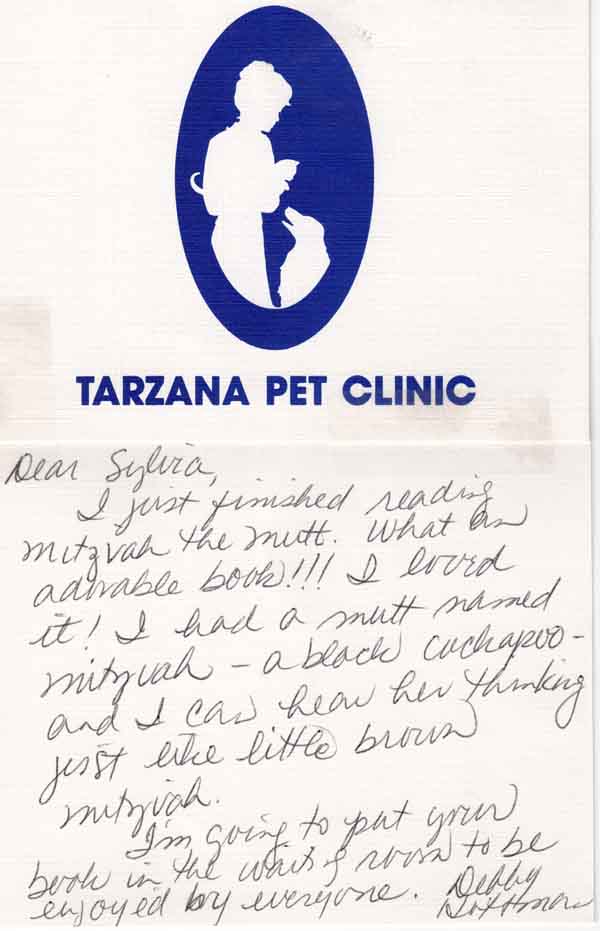 TARZANA PET CLINIC
Dear Sylvia,
I just finished reading
Mitzvah the Mutt. What an
adorable book!!! I loved
it! I had a mutt named
Mitzvah – a black cockapoo –
and I can hear her thinking
just like little brown
Mitzvah.
I'm going to put your
book in the waitg room to be
enjoyed by everyone.
Debby